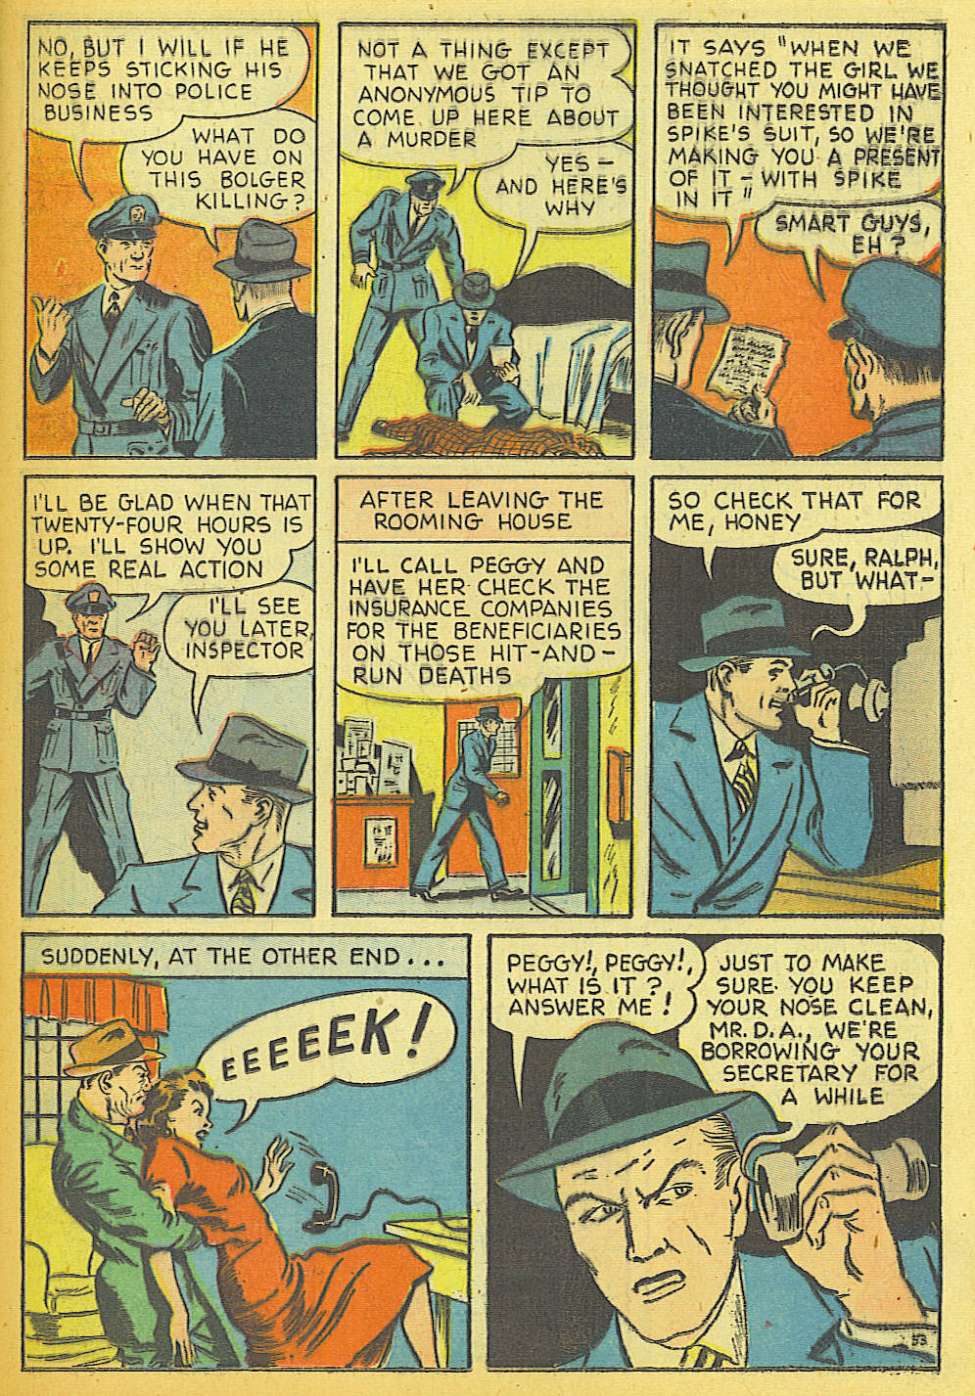 NO, BUT I WILL IF HE
KEEPS STICKING HIS
NOSE INTO POLICE
BUSINESS
WHAT DO
YOU HAVE ON
THIS BOLGER
KILLING?
NOT A THING EXCEPT
THAT WE GOT AN
ANONYMOUS TIP TO
COME UP HERE ABOUT
A MURDER
YES -
AND HERE'S
WHY
IT SAYS "WHEN WE
SNATCHED THE GIRL WE
THOUGHT YOU MIGHT HAVE
BEEN INTERESTED IN
SPIKE'S SUIT, SO WE'RE
MAKING YOU A PRESENT
OF IT - WITH SPIKE
IN IT"
SMART GUYS,
EH?
I'LL BE GLAD WHEN THAT
TWENTY-FOUR HOURS IS
UP. I'LL SHOW YOU
SOME REAL ACTION
I'LL SEE
YOU LATER,
INSPECTOR
AFTER LEAVING THE
ROOMING HOUSE
I'LL CALL PEGGY AND
HAVE HER CHECK THE
INSURANCE COMPANIES
FOR THE BENEFICIARIES
ON THOSE HIT-AND-
RUN DEATHS
SO CHECK THAT FOR
ME, HONEY
SURE, RALPH,
BUT WHAT-
SUDDENLY, AT THE OTHER END...
EEEEEEK!
PEGGY!, PEGGY!,
WHAT IS IT?
ANSWER ME!
JUST TO MAKE
SURE YOU KEEP
YOUR NOSE CLEAN,
MR. D.A., WE'RE
BORROWING YOUR
SECRETARY FOR
A WHILE
53